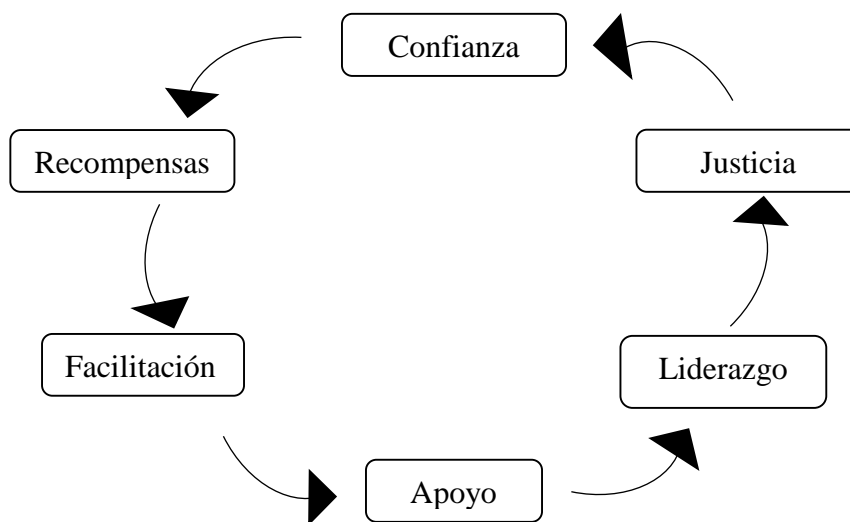 Confianza
Recompensas
Justicia
Facilitación
Liderazgo
Apoyo